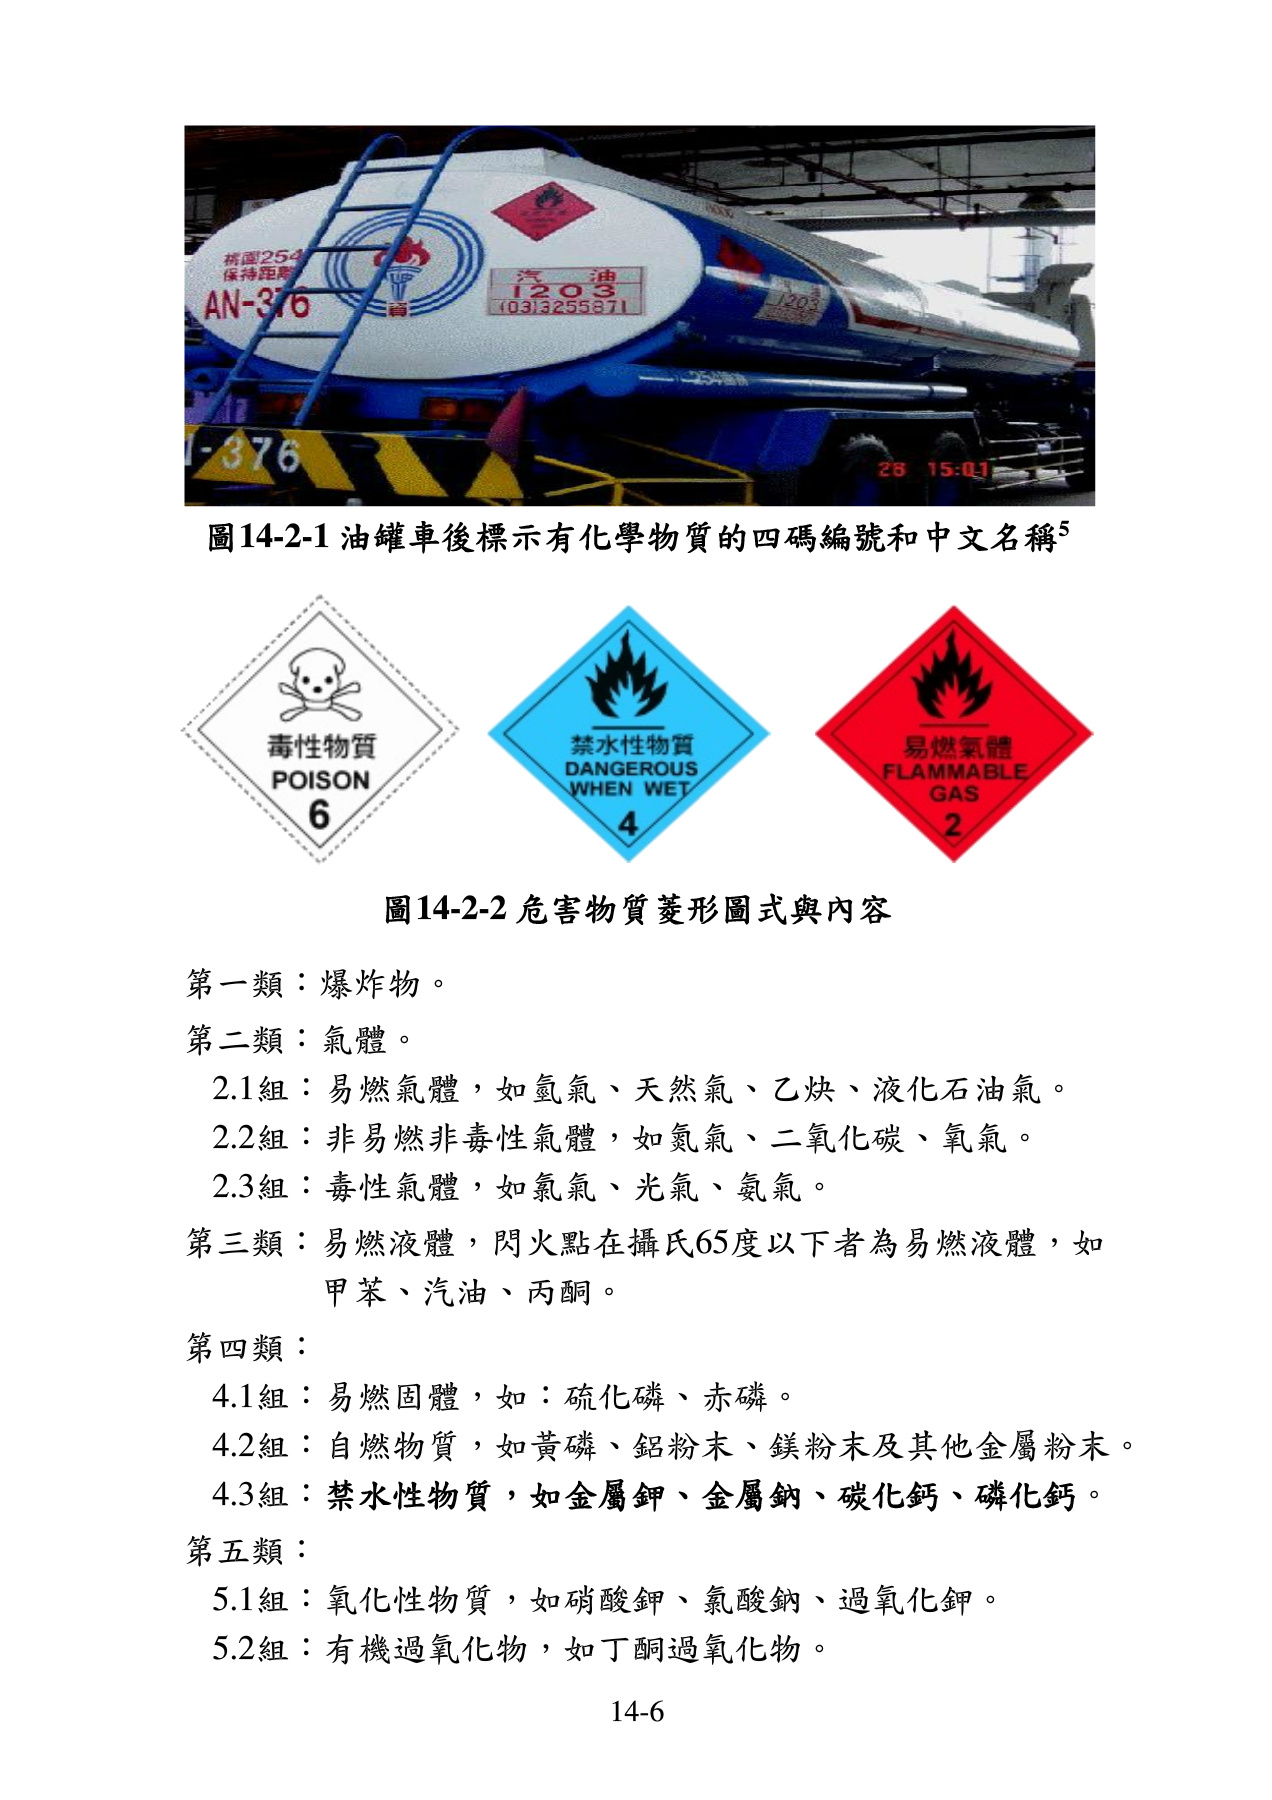 桃園254
保持距離
AN-376
汽 油
1203
(03)3255871
1203
254
-376
28 15:01
圖14-2-1 油罐車後標示有化學物質的四碼編號和中文名稱5
毒性物質
POISON
6
禁水性物質
DANGEROUS
WHEN WET
4
易燃氣體
FLAMMABLE
GAS
2
圖14-2-2 危害物質菱形圖式與內容
第一類：爆炸物。
第二類：氣體。
2.1組：易燃氣體，如氫氣、天然氣、乙炔、液化石油氣。
2.2組：非易燃非毒性氣體，如氮氣、二氧化碳、氧氣。
2.3組：毒性氣體，如氯氣、光氣、氨氣。
第三類：易燃液體，閃火點在攝氏65度以下者為易燃液體，如
甲苯、汽油、丙酮。
第四類：
4.1組：易燃固體，如：硫化磷、赤磷。
4.2組：自燃物質，如黃磷、鋁粉末、鎂粉末及其他金屬粉末。
4.3組：禁水性物質，如金屬鉀、金屬鈉、碳化鈣、磷化鈣。
第五類：
5.1組：氧化性物質，如硝酸鉀、氯酸鈉、過氧化鉀。
5.2組：有機過氧化物，如丁酮過氧化物。
14-6